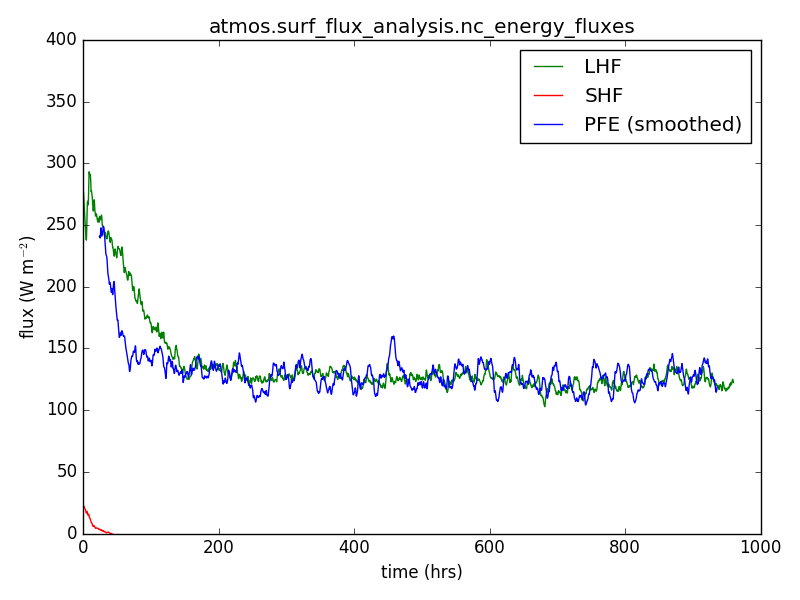 atmos.surf_flux_analysis.nc_energy_fluxes
400
350
300
250
200
150
100
50
0
flux (W m⁻²)
LHF
SHF
PFE (smoothed)
0 200 400 600 800 1000
time (hrs)